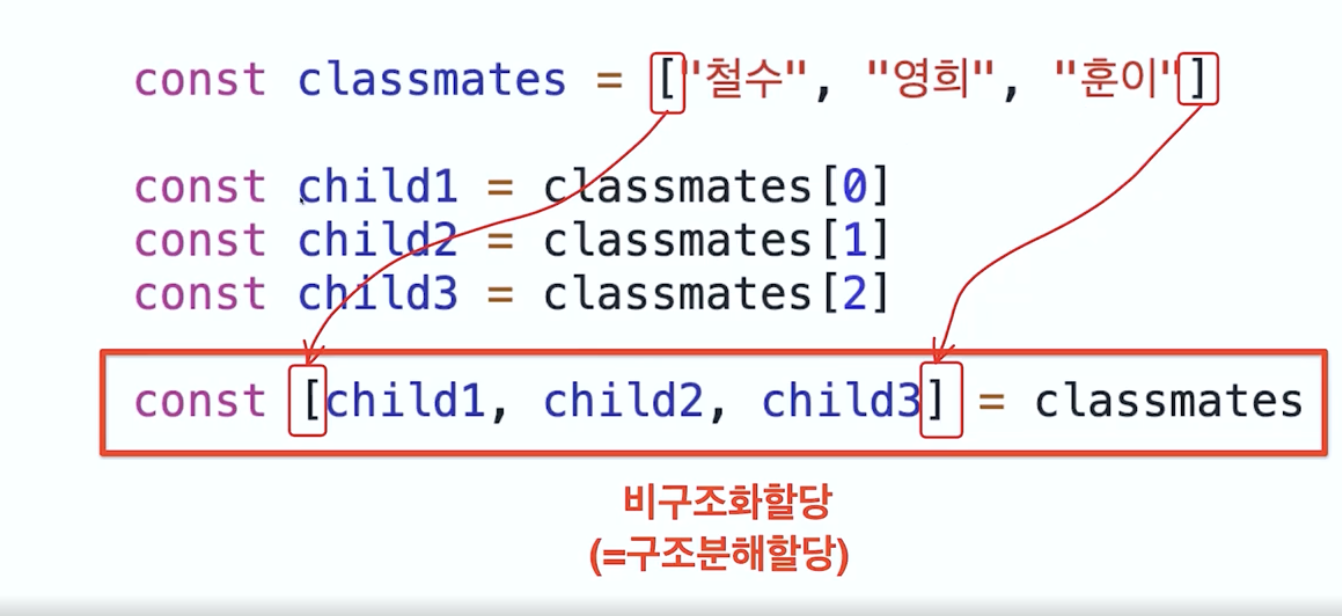 const classmates = ["철수", "영희", "훈이"]
const child1 = classmates[0]
const child2 = classmates[1]
const child3 = classmates[2]
const [child1, child2, child3] = classmates
비구조화할당
(=구조분해할당)